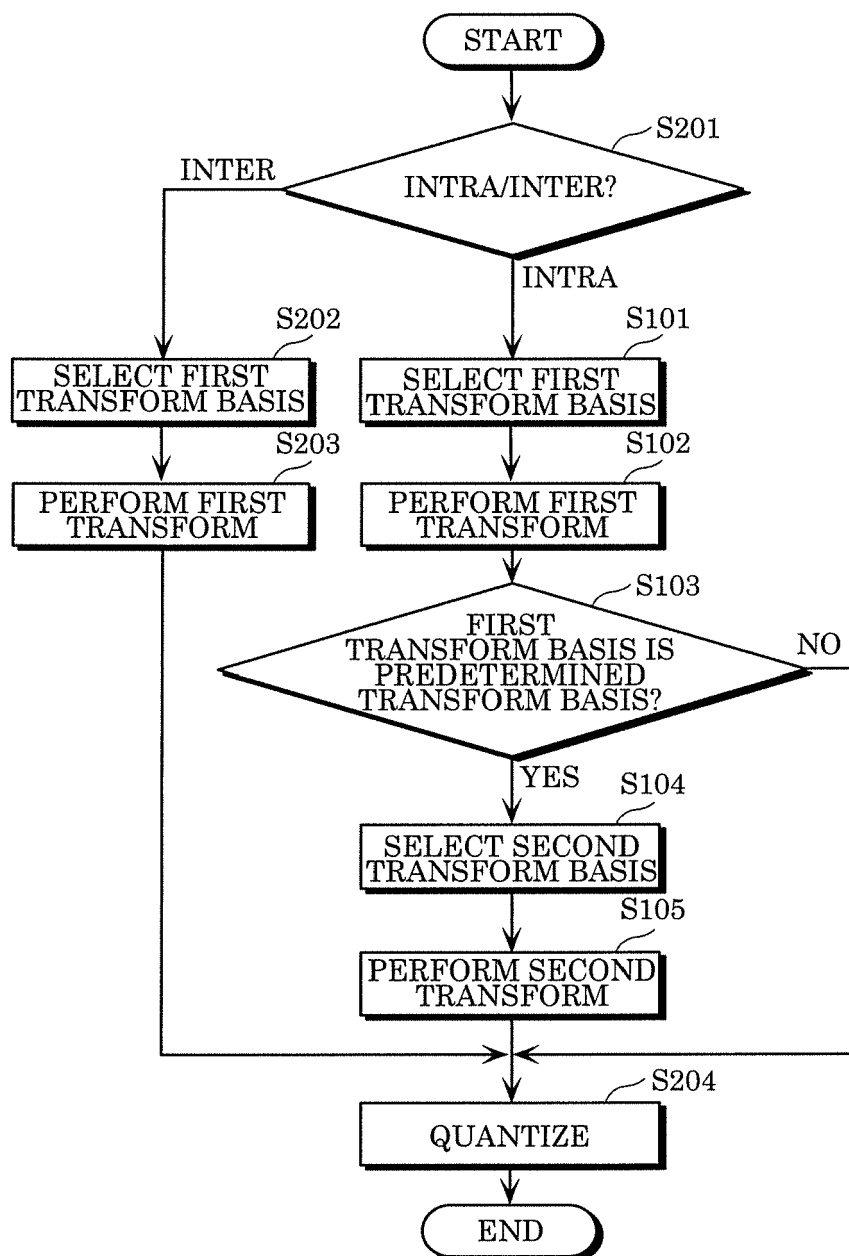 START
S201
INTER
INTRA/INTER?
INTRA
S202
S101
SELECT FIRST
TRANSFORM BASIS
SELECT FIRST
TRANSFORM BASIS
S203
S102
PERFORM FIRST
TRANSFORM
PERFORM FIRST
TRANSFORM
S103
FIRST
TRANSFORM BASIS IS
PREDETERMINED
TRANSFORM BASIS?
NO
YES
S104
SELECT SECOND
TRANSFORM BASIS
S105
PERFORM SECOND
TRANSFORM
S204
QUANTIZE
END